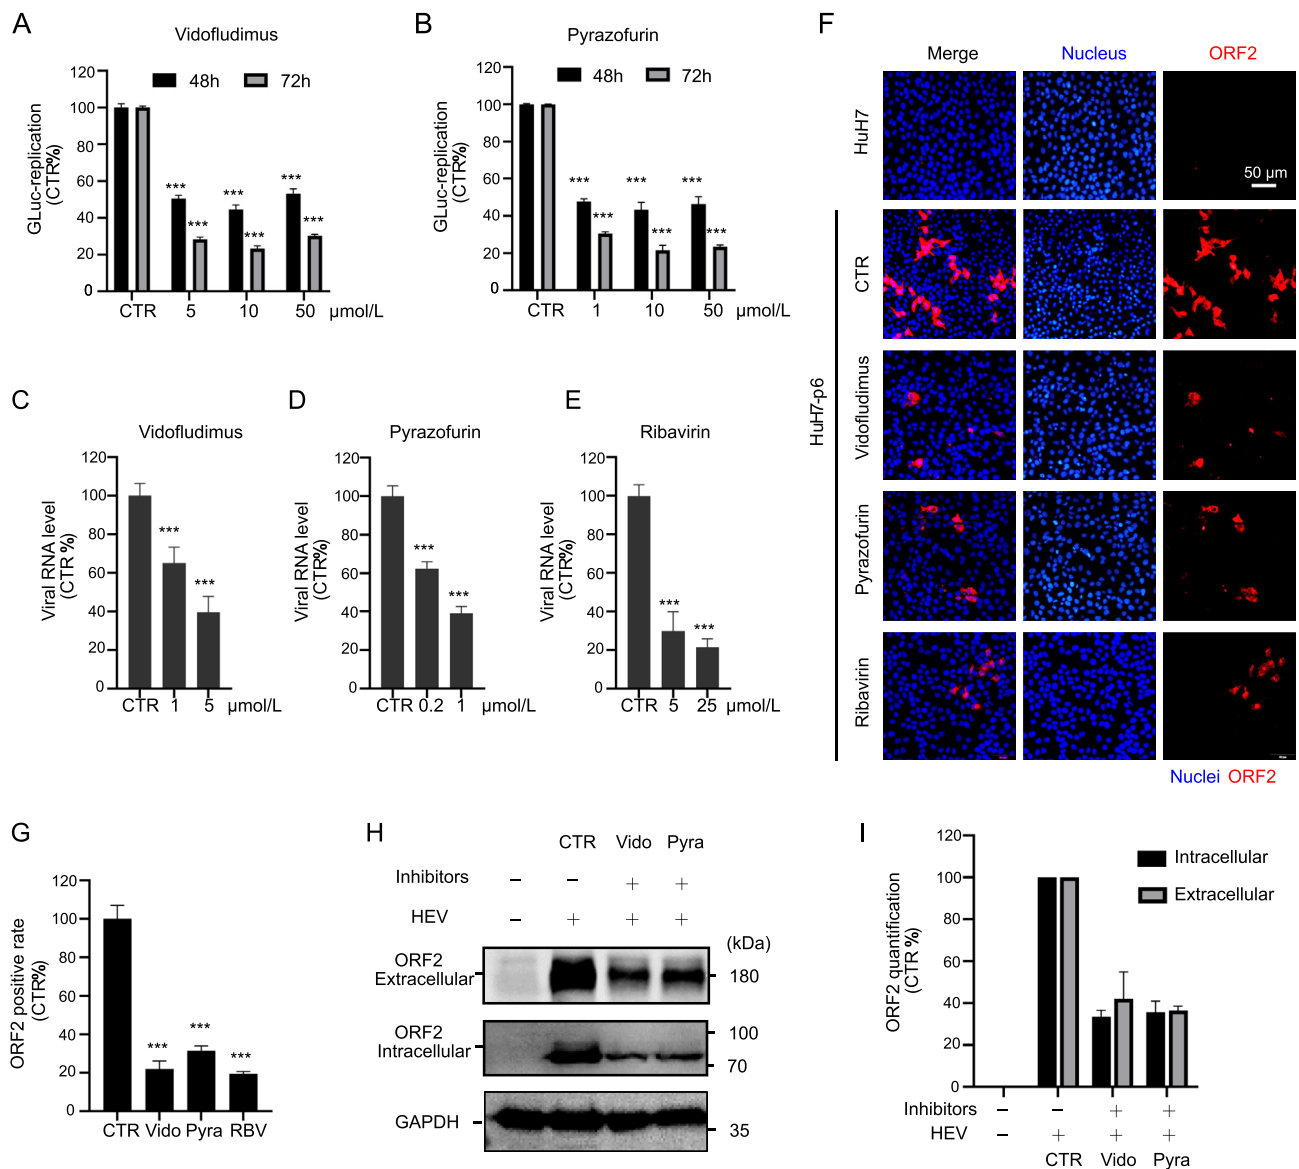 A
Vidofludimus
48h
72h
GLuc-replication
(CTR%)
120
100
80
60
40
20
0
***
***
***
***
***
***
CTR
5
10
50
µmol/L
B
Pyrazofurin
48h
72h
GLuc-replication
(CTR%)
120
100
80
60
40
20
0
***
***
***
***
***
***
CTR
1
10
50
µmol/L
C
Vidofludimus
Viral RNA level
(CTR %)
120
100
80
60
40
20
0
***
***
CTR
1
5
µmol/L
D
Pyrazofurin
Viral RNA level
(CTR%)
120
100
80
60
40
20
0
***
***
CTR
0.2
1
µmol/L
E
Ribavirin
Viral RNA level
(CTR%)
120
100
80
60
40
20
0
***
***
CTR
5
25
µmol/L
F
Merge
Nucleus
ORF2
HuH7
50 µm
HuH7-p6
CTR
Vidofludimus
Pyrazofurin
Ribavirin
Nuclei ORF2
G
ORF2 positive rate
(CTR%)
120
100
80
60
40
20
0
***
***
***
CTR
Vido
Pyra
RBV
H
CTR Vido Pyra
Inhibitors − − + +
HEV − + + +
(kDa)
ORF2
Extracellular
180
ORF2
Intracellular
100
70
GAPDH
35
I
Intracellular
Extracellular
ORF2 quantification
(CTR %)
100
80
60
40
20
0
Inhibitors − − + +
HEV − + + +
CTR Vido Pyra